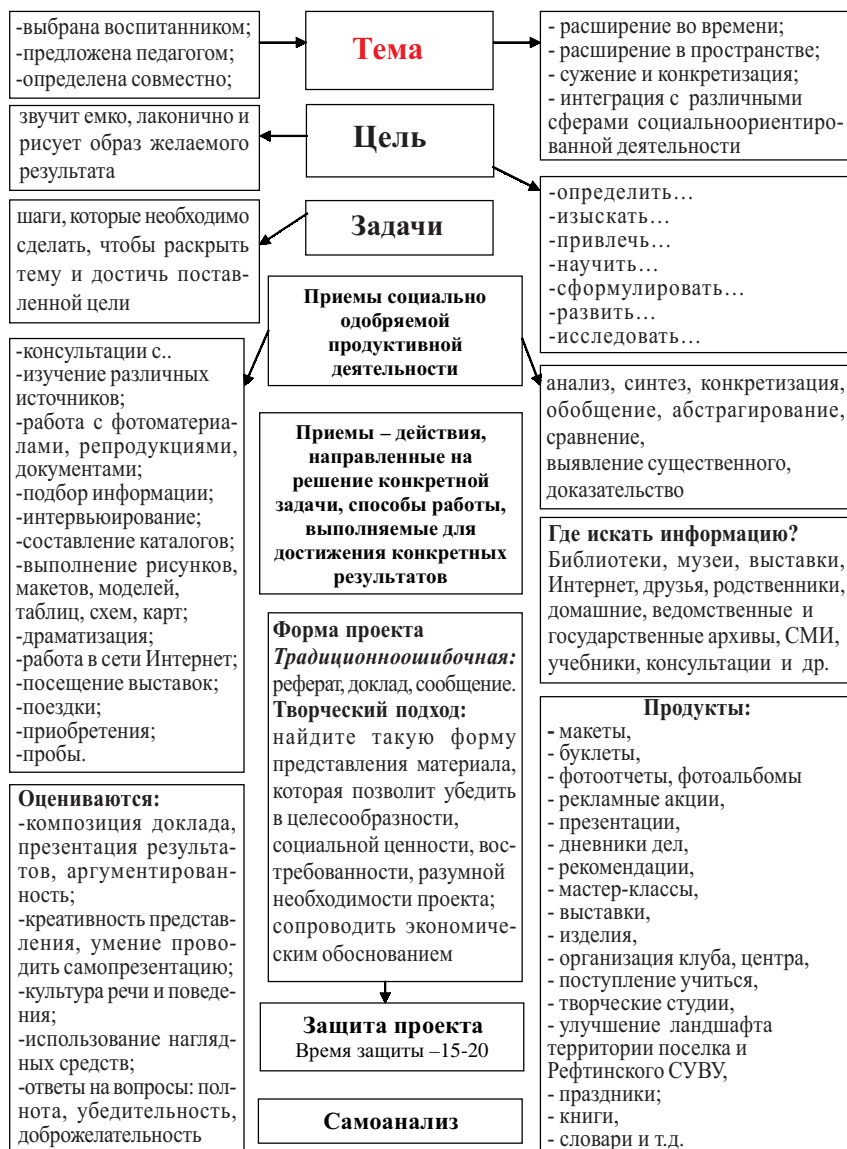 -выбрана воспитанником;
-предложена педагогом;
-определена совместно;
Тема
- расширение во времени;
- расширение в пространстве;
- сужение и конкретизация;
- интеграция с различными
сферами социальноориентиро-
ванной деятельности
звучит емко, лаконично и
рисует образ желаемого
результата
Цель
-определить…
-изыскать…
-привлечь…
-научить…
-сформулировать…
-развить…
-исследовать…
шаги, которые необходимо
сделать, чтобы раскрыть
тему и достичь постав-
ленной цели
Задачи
Приемы социально
одобряемой
продуктивной
деятельности
-консультации с..
-изучение различных
источников;
-работа с фотоматериа-
лами, репродукциями,
документами;
-подбор информации;
-интервьюирование;
-составление каталогов;
-выполнение рисунков,
макетов, моделей,
таблиц, схем, карт;
-драматизация;
-работа в сети Интернет;
-посещение выставок;
-поездки;
-приобретения;
-пробы.
анализ, синтез, конкретизация,
обобщение, абстрагирование,
сравнение,
выявление существенного,
доказательство
Приемы – действия,
направленные на
решение конкретной
задачи, способы работы,
выполняемые для
достижения конкретных
результатов
Где искать информацию?
Библиотеки, музеи, выставки,
Интернет, друзья, родственники,
домашние, ведомственные и
государственные архивы, СМИ,
учебники, консультации и др.
Форма проекта
Традиционноошибочная:
реферат, доклад, сообщение.
Творческий подход:
найдите такую форму
представления материала,
которая позволит убедить
в целесообразности,
социальной ценности, вос-
требованности, разумной
необходимости проекта;
сопроводить экономиче-
ским обоснованием
Продукты:
- макеты,
- буклеты,
- фотоотчеты, фотоальбомы
- рекламные акции,
- презентации,
- дневники дел,
- рекомендации,
- мастер-классы,
- выставки,
- изделия,
- организация клуба, центра,
- поступление учиться,
- творческие студии,
- улучшение ландшафта
территории поселка и
Рефтинского СУВУ,
- праздники;
- книги,
- словари и т.д.
Оцениваются:
-композиция доклада,
презентация результа-
тов, аргументирован-
ность;
-креативность представ-
ления, умение прово-
дить самопрезентацию;
-культура речи и поведе-
ния;
-использование нагляд-
ных средств;
-ответы на вопросы: пол-
нота, убедительность,
доброжелательность
Защита проекта
Время защиты –15-20
Самоанализ